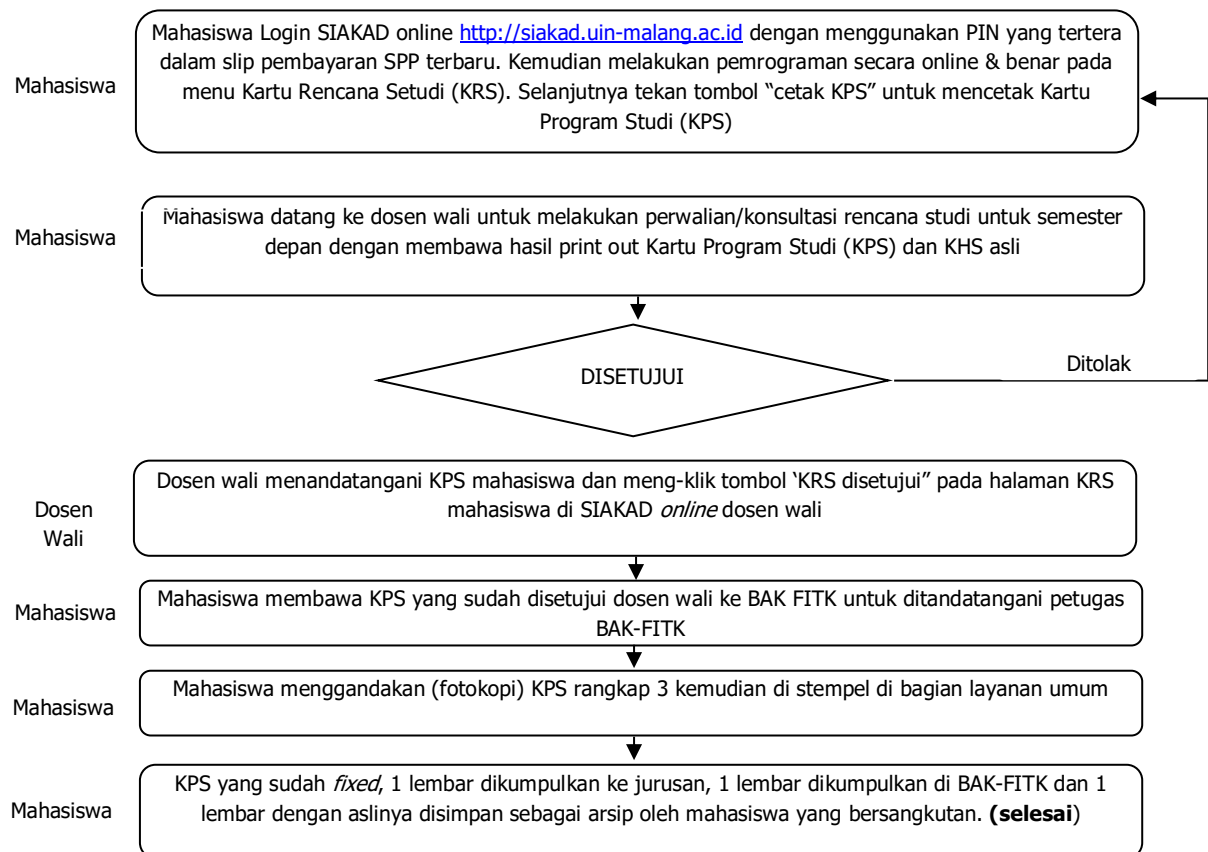 Mahasiswa Login SIAKAD online http://siakad.uin-malang.ac.id dengan menggunakan PIN yang tertera
dalam slip pembayaran SPP terbaru. Kemudian melakukan pemrograman secara online & benar pada
Mahasiswa
menu Kartu Rencana Setudi (KRS). Selanjutnya tekan tombol “cetak KPS” untuk mencetak Kartu
Program Studi (KPS)
Mahasiswa
Mahasiswa datang ke dosen wali untuk melakukan perwalian/konsultasi rencana studi untuk semester
depan dengan membawa hasil print out Kartu Program Studi (KPS) dan KHS asli
DISETUJUI
Ditolak
Dosen
Wali
Dosen wali menandatangani KPS mahasiswa dan meng-klik tombol ‘KRS disetujui” pada halaman KRS
mahasiswa di SIAKAD online dosen wali
Mahasiswa
Mahasiswa membawa KPS yang sudah disetujui dosen wali ke BAK FITK untuk ditandatangani petugas
BAK-FITK
Mahasiswa
Mahasiswa menggandakan (fotokopi) KPS rangkap 3 kemudian di stempel di bagian layanan umum
Mahasiswa
KPS yang sudah fixed, 1 lembar dikumpulkan ke jurusan, 1 lembar dikumpulkan di BAK-FITK dan 1
lembar dengan aslinya disimpan sebagai arsip oleh mahasiswa yang bersangkutan. (selesai)